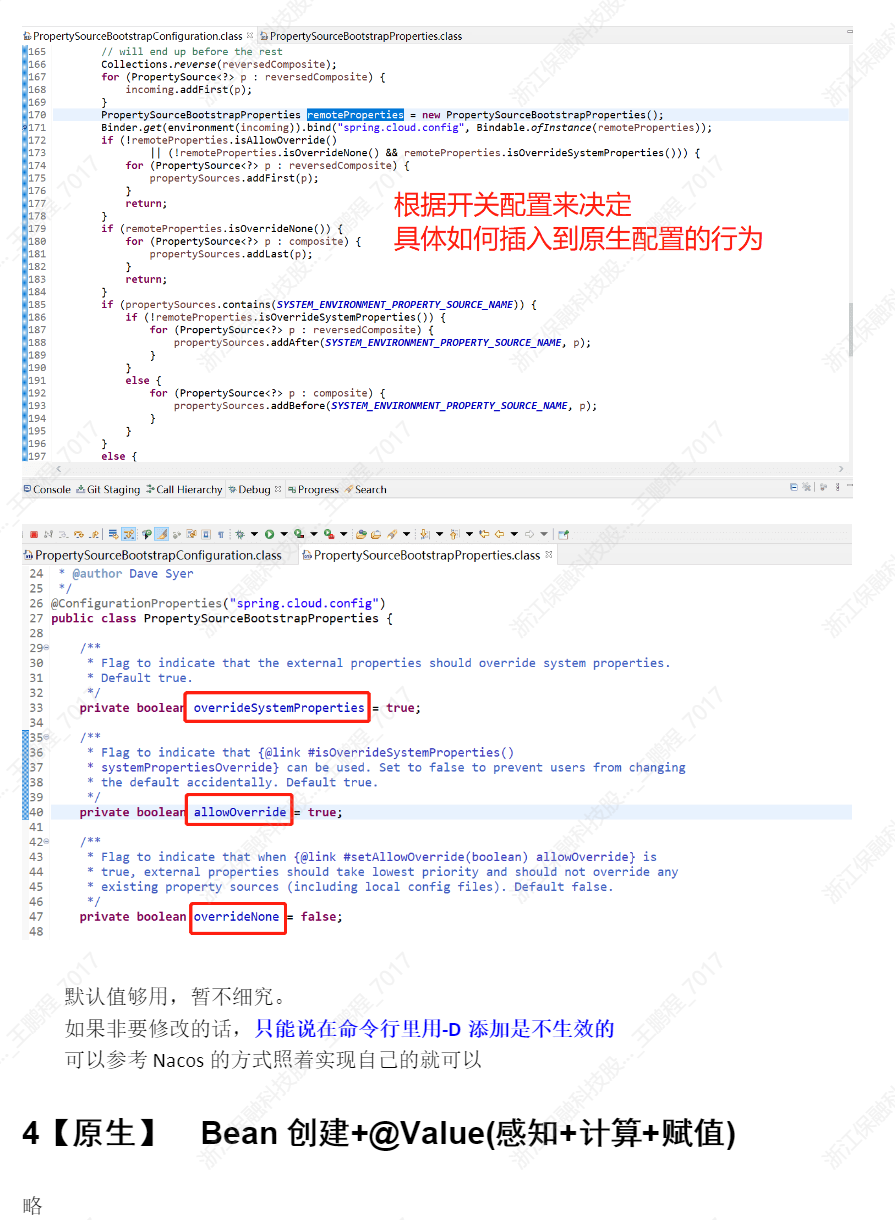 PropertySourceBootstrapConfiguration.class PropertySourceBootstrapProperties.class
165 // will end up before the rest
166 Collections.reverse(reversedComposite);
167 for (PropertySource<?> p : reversedComposite) {
168 incoming.addFirst(p);
169 }
170 PropertySourceBootstrapProperties remoteProperties = new PropertySourceBootstrapProperties();
171 Binder.get(environment(incoming)).bind("spring.cloud.config", Bindable.ofInstance(remoteProperties));
172 if (!remoteProperties.isAllowOverride()
173 || (!remoteProperties.isOverrideNone() && remoteProperties.isOverrideSystemProperties())) {
174 for (PropertySource<?> p : reversedComposite) {
175 propertySources.addFirst(p);
176 }
177 return;
178 }
179 if (remoteProperties.isOverrideNone()) {
180 for (PropertySource<?> p : composite) {
181 propertySources.addLast(p);
182 }
183 return;
184 }
185 if (propertySources.contains(SYSTEM_ENVIRONMENT_PROPERTY_SOURCE_NAME)) {
186 if (!remoteProperties.isOverrideSystemProperties()) {
187 for (PropertySource<?> p : reversedComposite) {
188 propertySources.addAfter(SYSTEM_ENVIRONMENT_PROPERTY_SOURCE_NAME, p);
189 }
190 }
191 else {
192 for (PropertySource<?> p : composite) {
193 propertySources.addBefore(SYSTEM_ENVIRONMENT_PROPERTY_SOURCE_NAME, p);
194 }
195 }
196 }
197 else {
根据开关配置来决定
具体如何插入到原生配置的行为
Console Git Staging Call Hierarchy Debug Progress Search
PropertySourceBootstrapConfiguration.class PropertySourceBootstrapProperties.class
24 * @author Dave Syer
25 */
26 @ConfigurationProperties("spring.cloud.config")
27 public class PropertySourceBootstrapProperties {
28
29 /**
30 * Flag to indicate that the external properties should override system properties.
31 * Default true.
32 */
33 private boolean overrideSystemProperties = true;
34
35 /**
36 * Flag to indicate that {@link #isOverrideSystemProperties()
37 * systemPropertiesOverride} can be used. Set to false to prevent users from changing
38 * the default accidentally. Default true.
39 */
40 private boolean allowOverride = true;
41
42 /**
43 * Flag to indicate that when {@link #setAllowOverride(boolean) allowOverride} is
44 * true, external properties should take lowest priority and should not override any
45 * existing property sources (including local config files). Default false.
46 */
47 private boolean overrideNone = false;
48
默认值够用，暂不细究。
如果非要修改的话，只能说在命令行里用-D 添加是不生效的
可以参考 Nacos 的方式照着实现自己的就可以
4【原生】 Bean 创建+@Value(感知+计算+赋值)
略